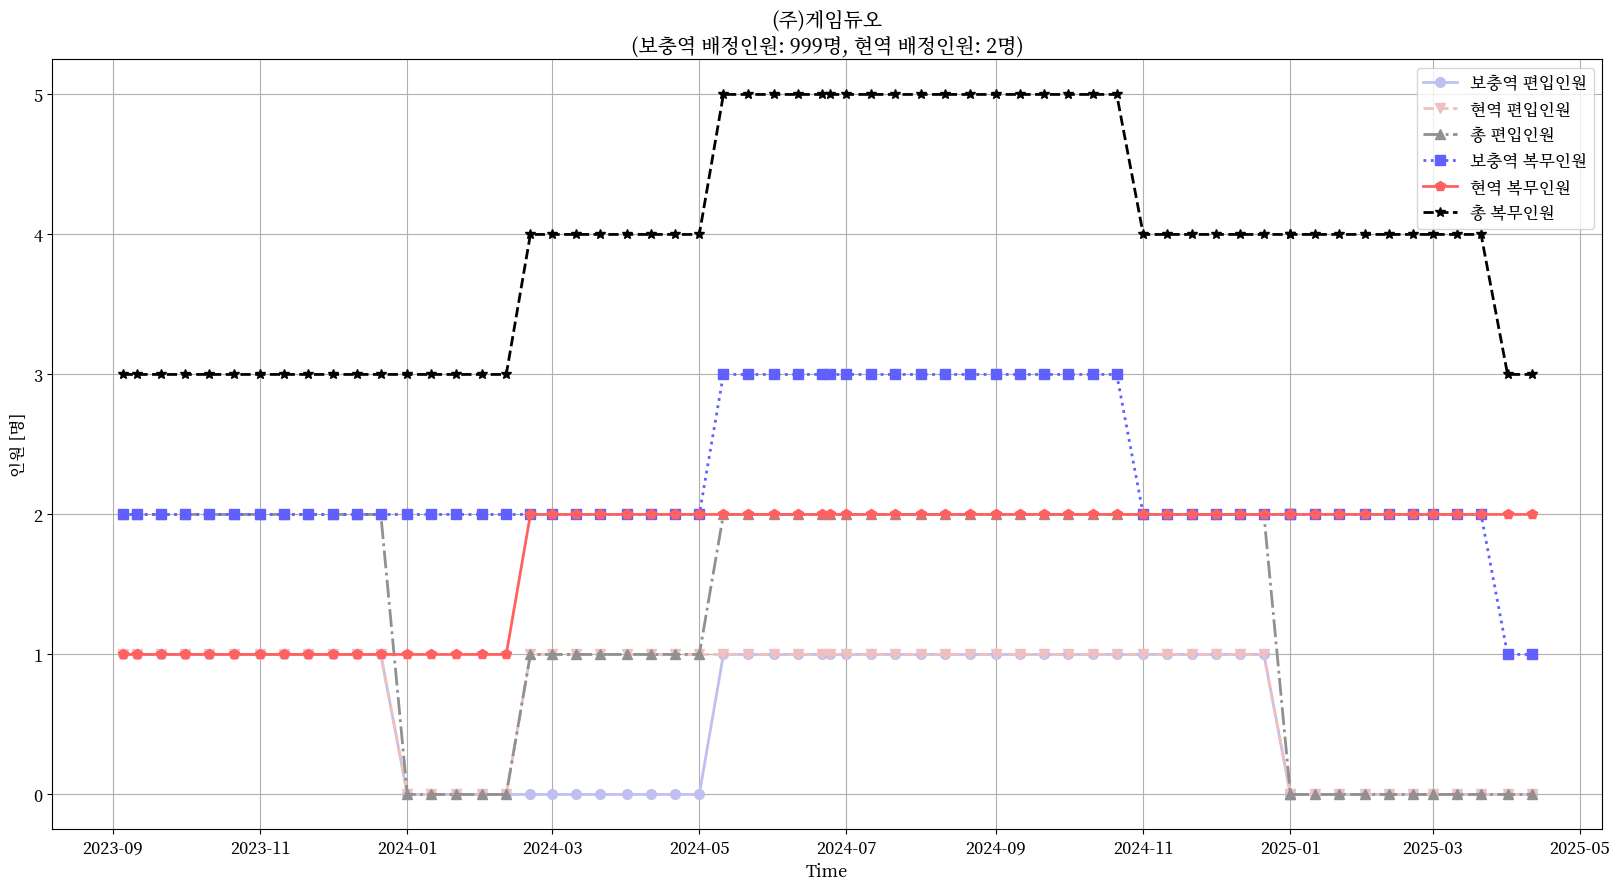 (주)게임듀오
(보충역 배정인원: 999명, 현역 배정인원: 2명)
보충역 편입인원
현역 편입인원
총 편입인원
보충역 복무인원
현역 복무인원
총 복무인원
인원 [명]
5
4
3
2
1
0
2023-09 2023-11 2024-01 2024-03 2024-05 2024-07 2024-09 2024-11 2025-01 2025-03 2025-05
Time